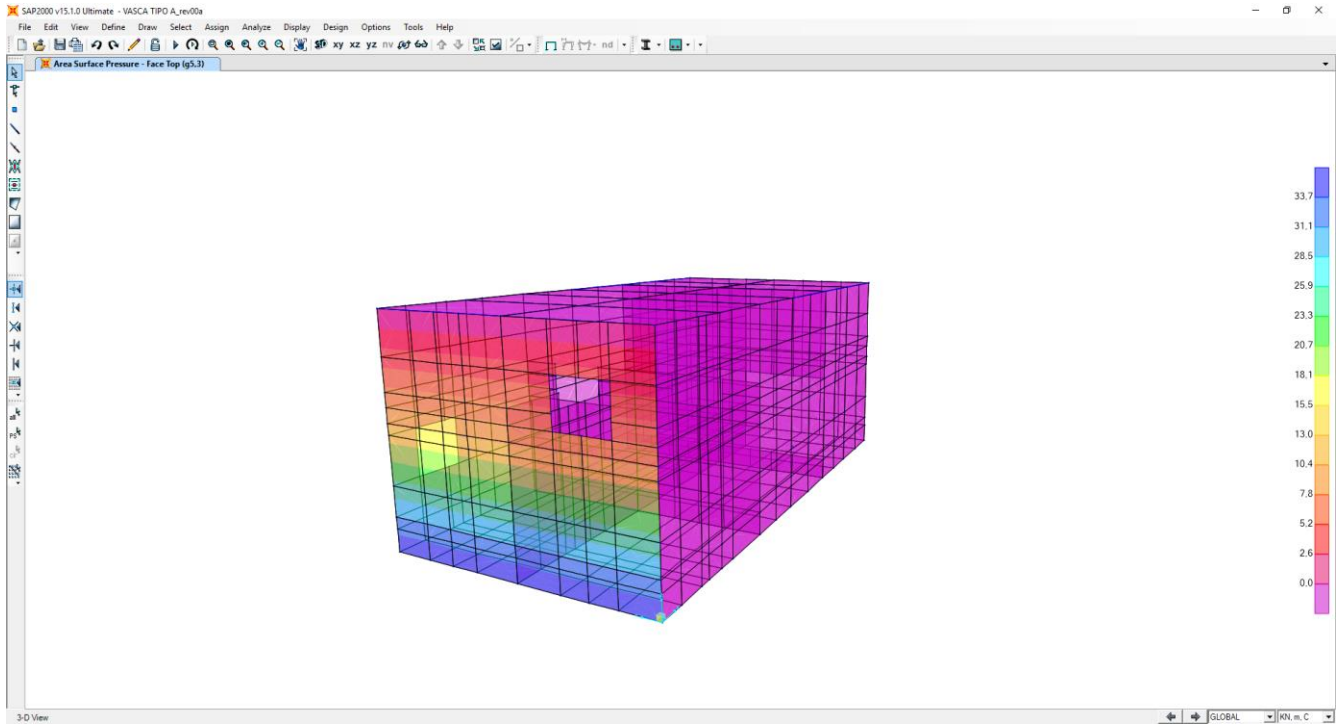 SAP2000 v15.1.0 Ultimate - VASCA TIPO A_rev00a
File Edit View Define Draw Select Assign Analyze Display Design Options Tools Help
xy xz yz nv nd
Area Surface Pressure - Face Top (g5.3)
33.7
31.1
28.5
25.9
23.3
20.7
18.1
15.5
13.0
10.4
7.8
5.2
2.6
0.0
3-D View
GLOBAL
KN, m, C